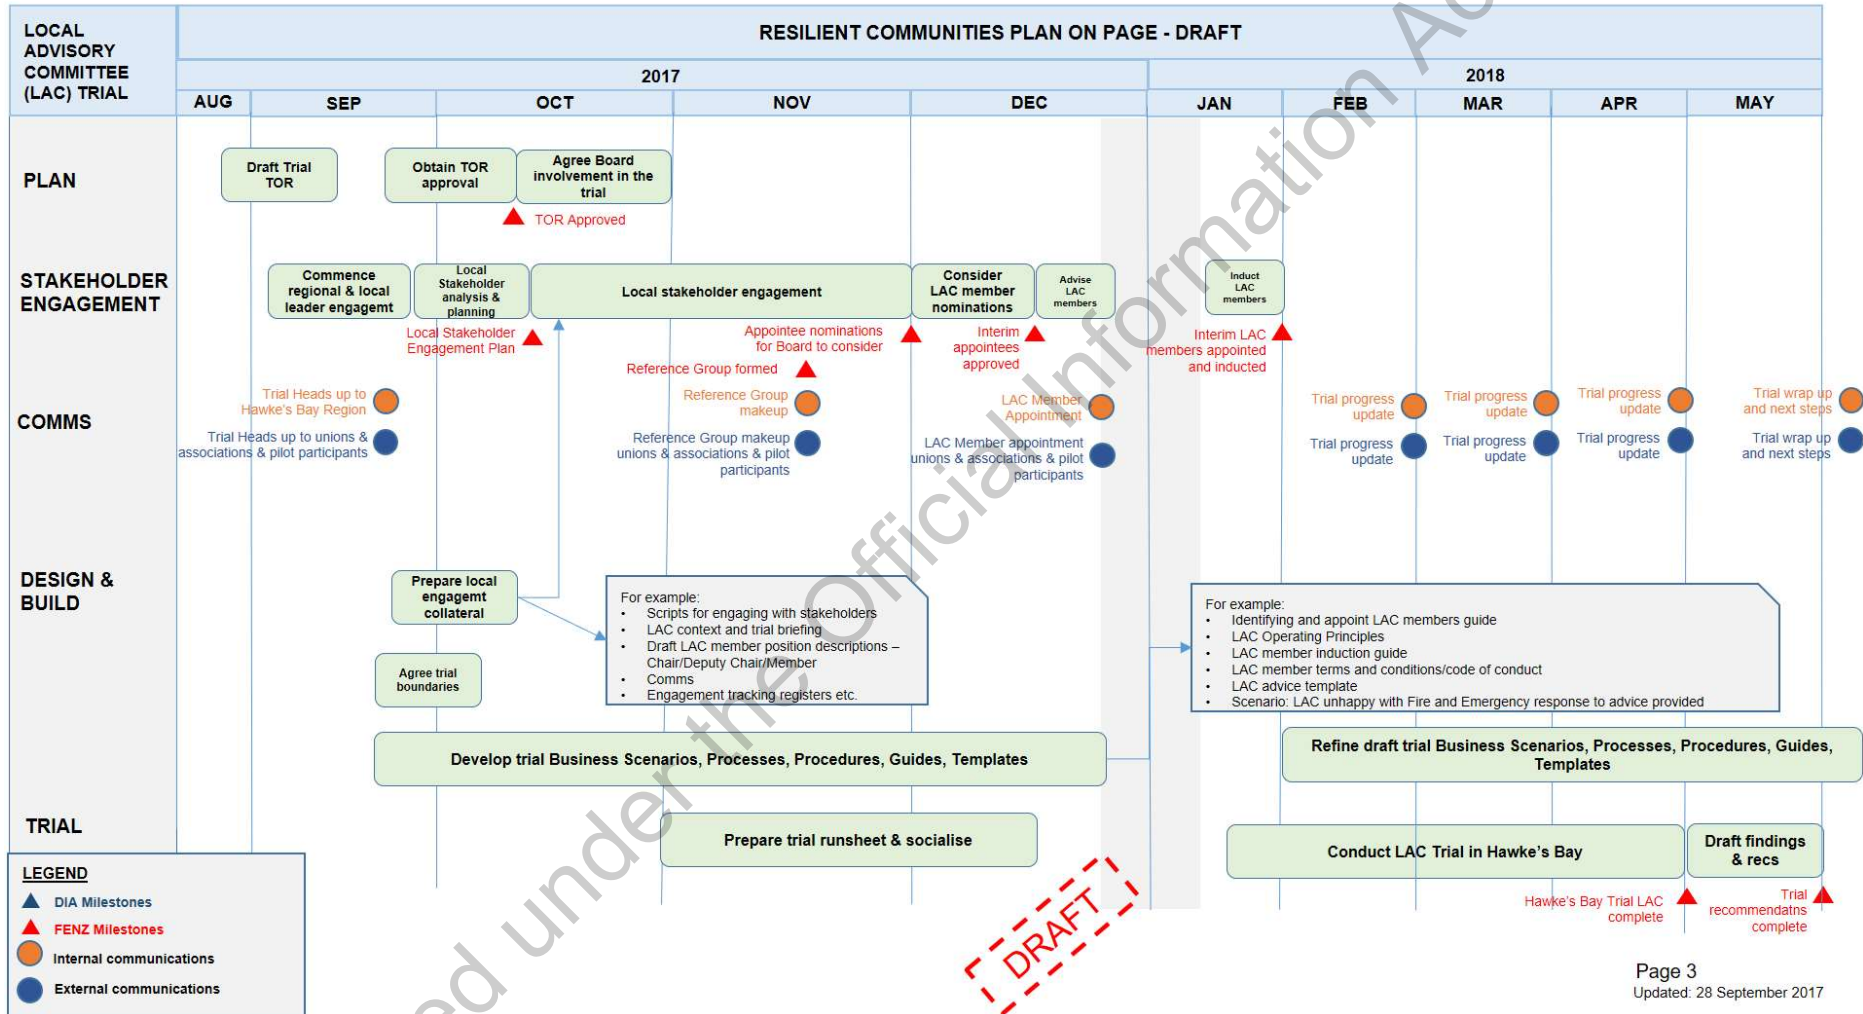 LOCAL
ADVISORY
COMMITTEE
(LAC) TRIAL
RESILIENT COMMUNITIES PLAN ON PAGE - DRAFT
2017
2018
AUG
SEP
OCT
NOV
DEC
JAN
FEB
MAR
APR
MAY
PLAN
Draft Trial
TOR
Obtain TOR
approval
Agree Board
involvement in the
trial
TOR Approved
STAKEHOLDER
ENGAGEMENT
Commence
regional & local
leader engagemt
Local
Stakeholder
analysis &
planning
Local stakeholder engagement
Consider
LAC member
nominations
Advise
LAC
members
Induct
LAC
members
Local Stakeholder
Engagement Plan
Appointee nominations
for Board to consider
Interim
appointees
approved
Interim LAC
members appointed
and inducted
Reference Group formed
COMMS
Trial Heads up to
Hawke's Bay Region
Reference Group
makeup
LAC Member
Appointment
Trial progress
update
Trial progress
update
Trial progress
update
Trial wrap up
and next steps
Trial Heads up to unions &
associations & pilot participants
Reference Group makeup
unions & associations & pilot
participants
LAC Member appointment
unions & associations & pilot
participants
Trial progress
update
Trial progress
update
Trial progress
update
Trial wrap up
and next steps
DESIGN &
BUILD
Prepare local
engagemt
collateral
For example:
• Scripts for engaging with stakeholders
• LAC context and trial briefing
• Draft LAC member position descriptions –
Chair/Deputy Chair/Member
• Comms
• Engagement tracking registers etc.
For example:
• Identifying and appoint LAC members guide
• LAC Operating Principles
• LAC member induction guide
• LAC member terms and conditions/code of conduct
• LAC advice template
• Scenario: LAC unhappy with Fire and Emergency response to advice provided
Agree trial
boundaries
Develop trial Business Scenarios, Processes, Procedures, Guides, Templates
Refine draft trial Business Scenarios, Processes, Procedures, Guides,
Templates
TRIAL
Prepare trial runsheet & socialise
Conduct LAC Trial in Hawke's Bay
Draft findings
& recs
Hawke's Bay Trial LAC
complete
Trial
recommendatns
complete
LEGEND
DIA Milestones
FENZ Milestones
Internal communications
External communications
DRAFT
Page 3
Updated: 28 September 2017
under the Official Information